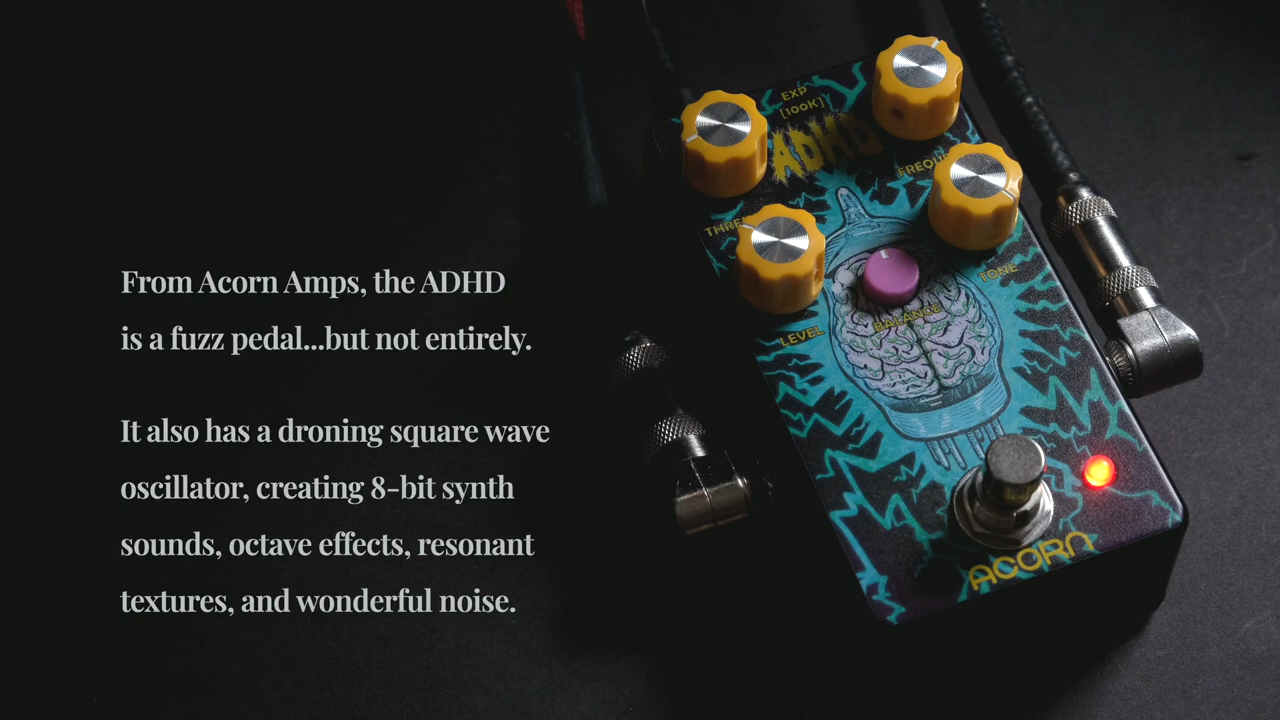 From Acorn Amps, the ADHD
is a fuzz pedal...but not entirely.
It also has a droning square wave
oscillator, creating 8-bit synth
sounds, octave effects, resonant
textures, and wonderful noise.
EXP
[100K]
ADHD
TONE
BALANCE
LEVEL
ACORN